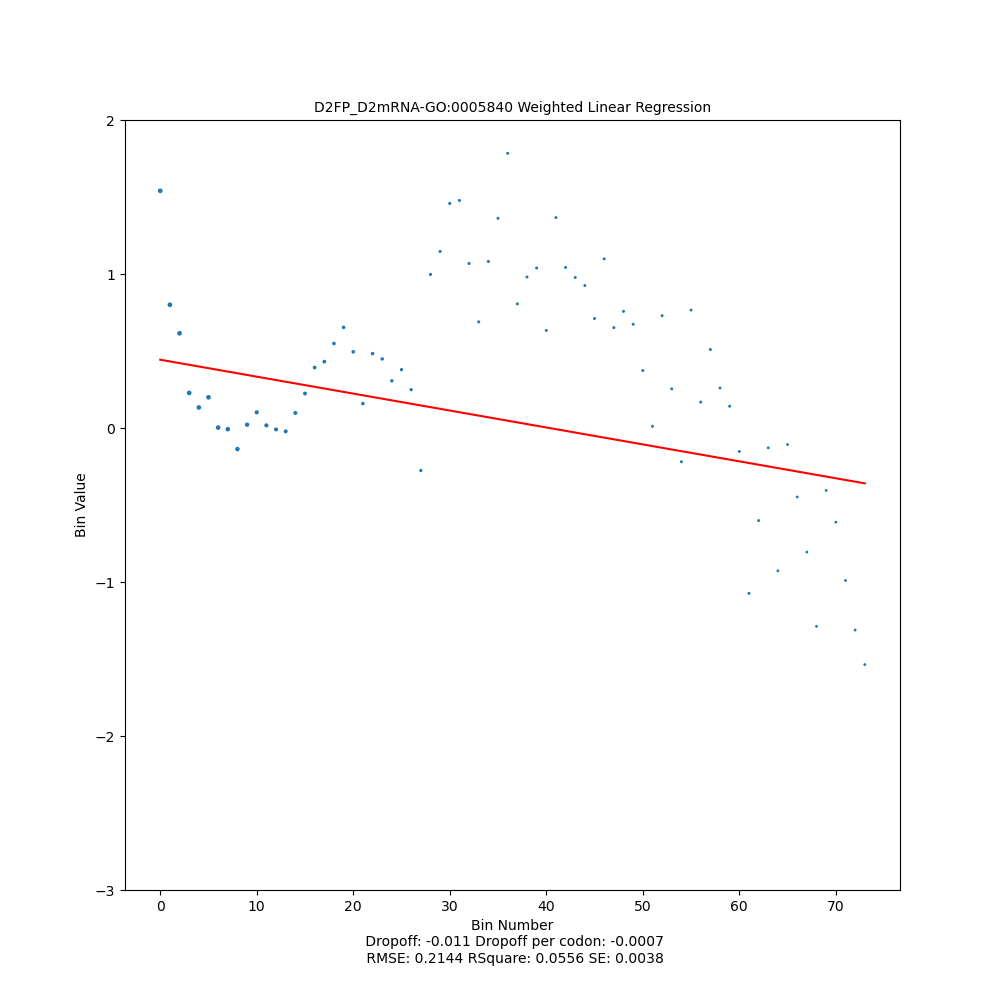 D2FP_D2mRNA-GO:0005840 Weighted Linear Regression
2
1
0
−1
−2
−3
Bin Value
0 10 20 30 40 50 60 70
Bin Number
Dropoff: -0.011 Dropoff per codon: -0.0007
RMSE: 0.2144 RSquare: 0.0556 SE: 0.0038